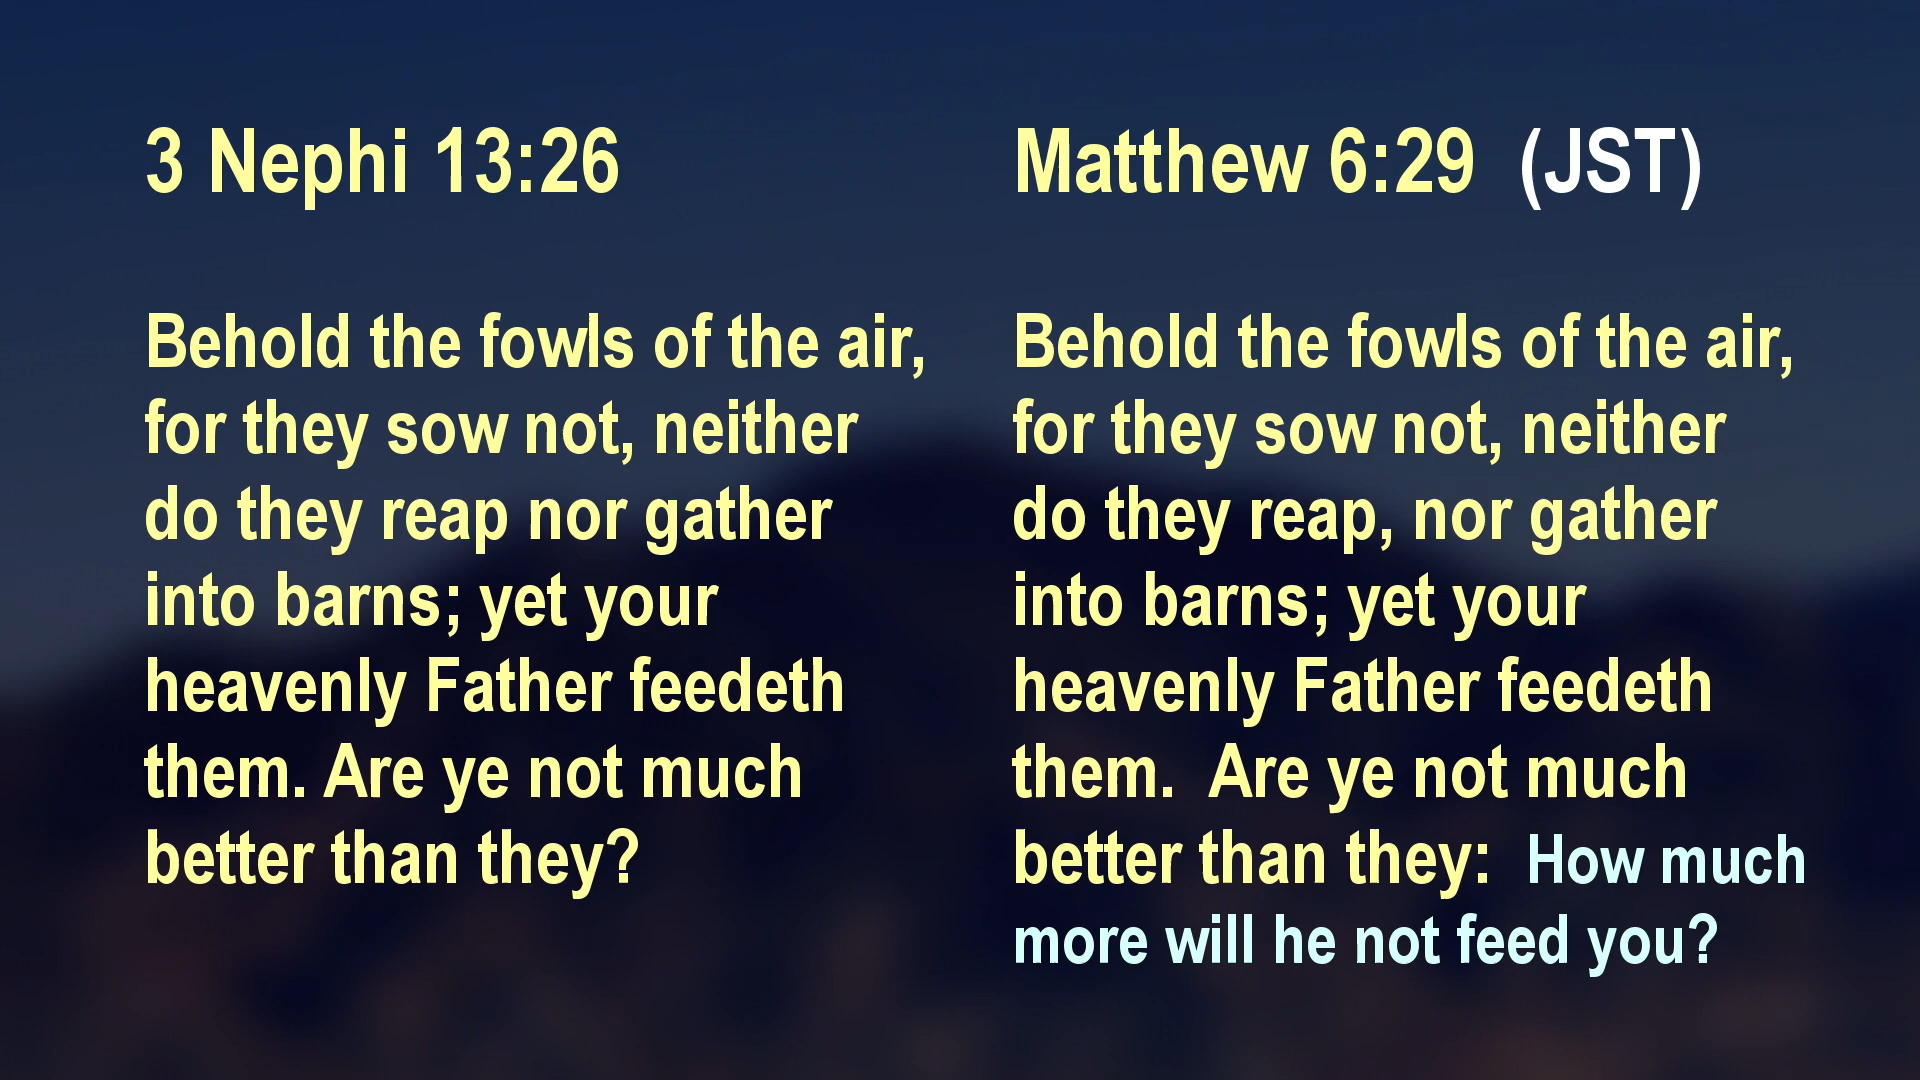 3 Nephi 13:26
Behold the fowls of the air,
for they sow not, neither
do they reap nor gather
into barns; yet your
heavenly Father feedeth
them. Are ye not much
better than they?
Matthew 6:29  (JST)
Behold the fowls of the air,
for they sow not, neither
do they reap, nor gather
into barns; yet your
heavenly Father feedeth
them.  Are ye not much
better than they:  How much
more will he not feed you?